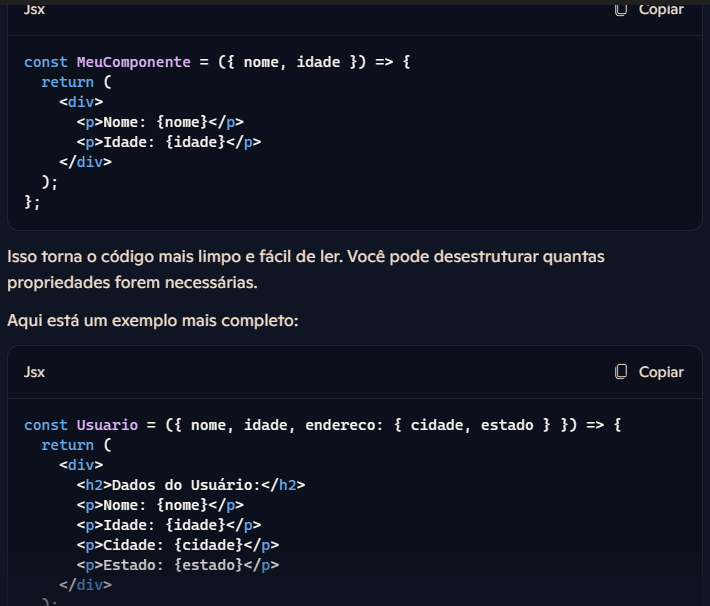 Jsx
Copiar
const MeuComponente = ({ nome, idade }) => {
  return (
    <div>
      <p>Nome: {nome}</p>
      <p>Idade: {idade}</p>
    </div>
  );
};
Isso torna o código mais limpo e fácil de ler. Você pode desestruturar quantas
propriedades forem necessárias.
Aqui está um exemplo mais completo:
Jsx
Copiar
const Usuario = ({ nome, idade, endereco: { cidade, estado } }) => {
  return (
    <div>
      <h2>Dados do Usuário:</h2>
      <p>Nome: {nome}</p>
      <p>Idade: {idade}</p>
      <p>Cidade: {cidade}</p>
      <p>Estado: {estado}</p>
    </div>
  );